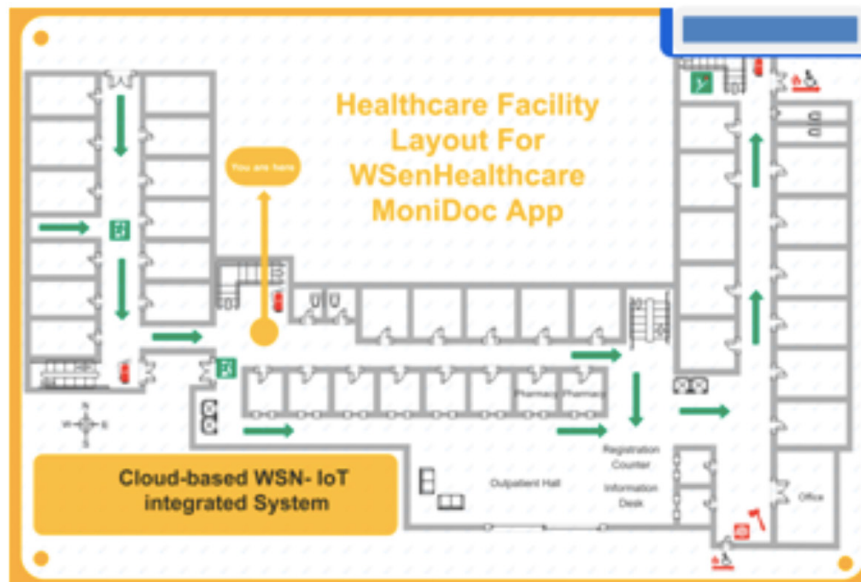 Healthcare Facility
Layout For
WSenHealthcare
MoniDoc App
You are here
Pharmacy
Pharmacy
N
W
E
S
Registration
Counter
Outpatient Hall
Information
Desk
Office
Cloud-based WSN- IoT
integrated System